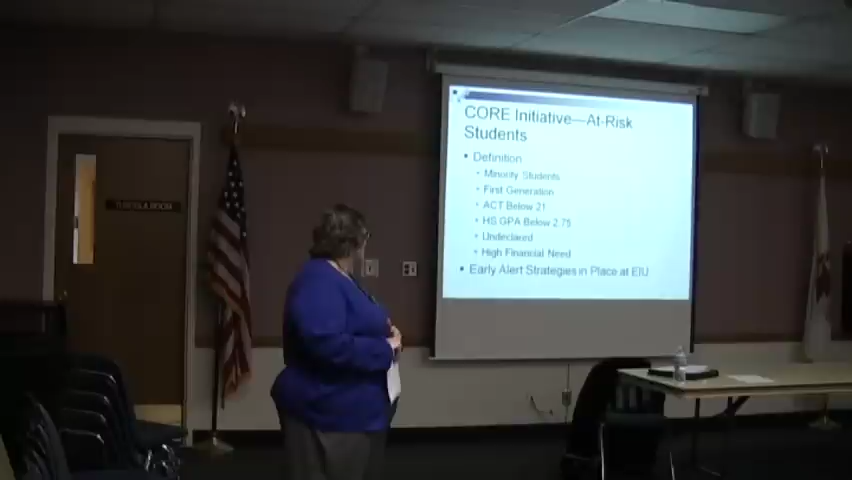 CORE Initiative—At-Risk
Students
• Definition
• Minority Students
• First Generation
• ACT Below 21
• HS GPA Below 2.75
• Undeclared
• High Financial Need
• Early Alert Strategies in Place at EIU